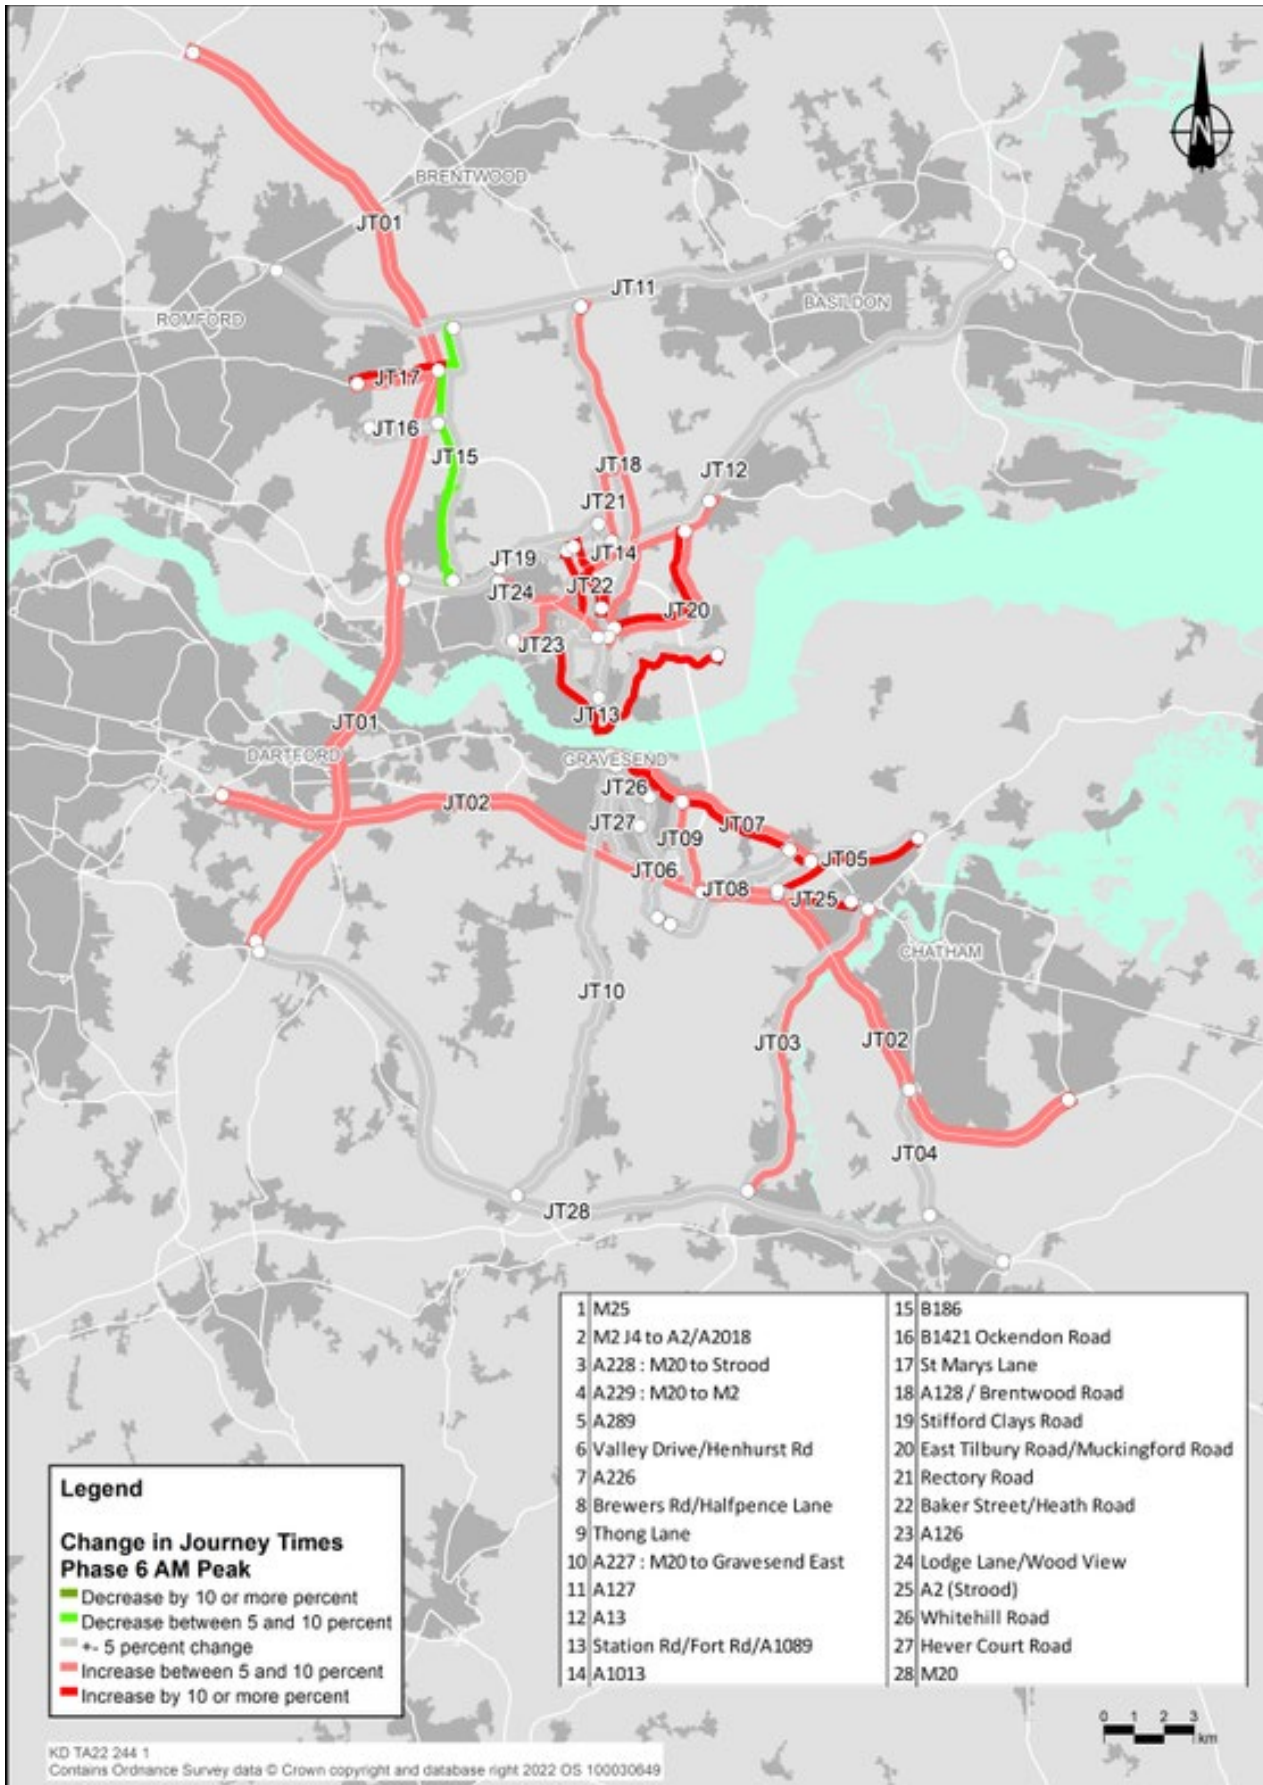 N
BRENTWOOD
JT01
JT11
BASILDON
ROMFORD
JT17
JT16
JT15
JT18
JT12
JT21
JT14
JT19
JT24
JT22
JT20
JT23
JT13
JT01
DARTFORD
GRAVESEND
JT26
JT02
JT27
JT09
JT07
JT06
JT05
JT08
JT25
CHATHAM
JT10
JT03
JT02
JT04
JT28
1 M25
2 M2 J4 to A2/A2018
3 A228 : M20 to Strood
4 A229 : M20 to M2
5 A289
6 Valley Drive/Henhurst Rd
7 A226
8 Brewers Rd/Halfpence Lane
9 Thong Lane
10 A227 : M20 to Gravesend East
11 A127
12 A13
13 Station Rd/Fort Rd/A1089
14 A1013
15 B186
16 B1421 Ockendon Road
17 St Marys Lane
18 A128 / Brentwood Road
19 Stifford Clays Road
20 East Tilbury Road/Muckingford Road
21 Rectory Road
22 Baker Street/Heath Road
23 A126
24 Lodge Lane/Wood View
25 A2 (Strood)
26 Whitehill Road
27 Hever Court Road
28 M20
Legend
Change in Journey Times
Phase 6 AM Peak
Decrease by 10 or more percent
Decrease between 5 and 10 percent
+- 5 percent change
Increase between 5 and 10 percent
Increase by 10 or more percent
0 1 2 3
km
KD TA22 244 1
Contains Ordnance Survey data © Crown copyright and database right 2022 OS 100030649